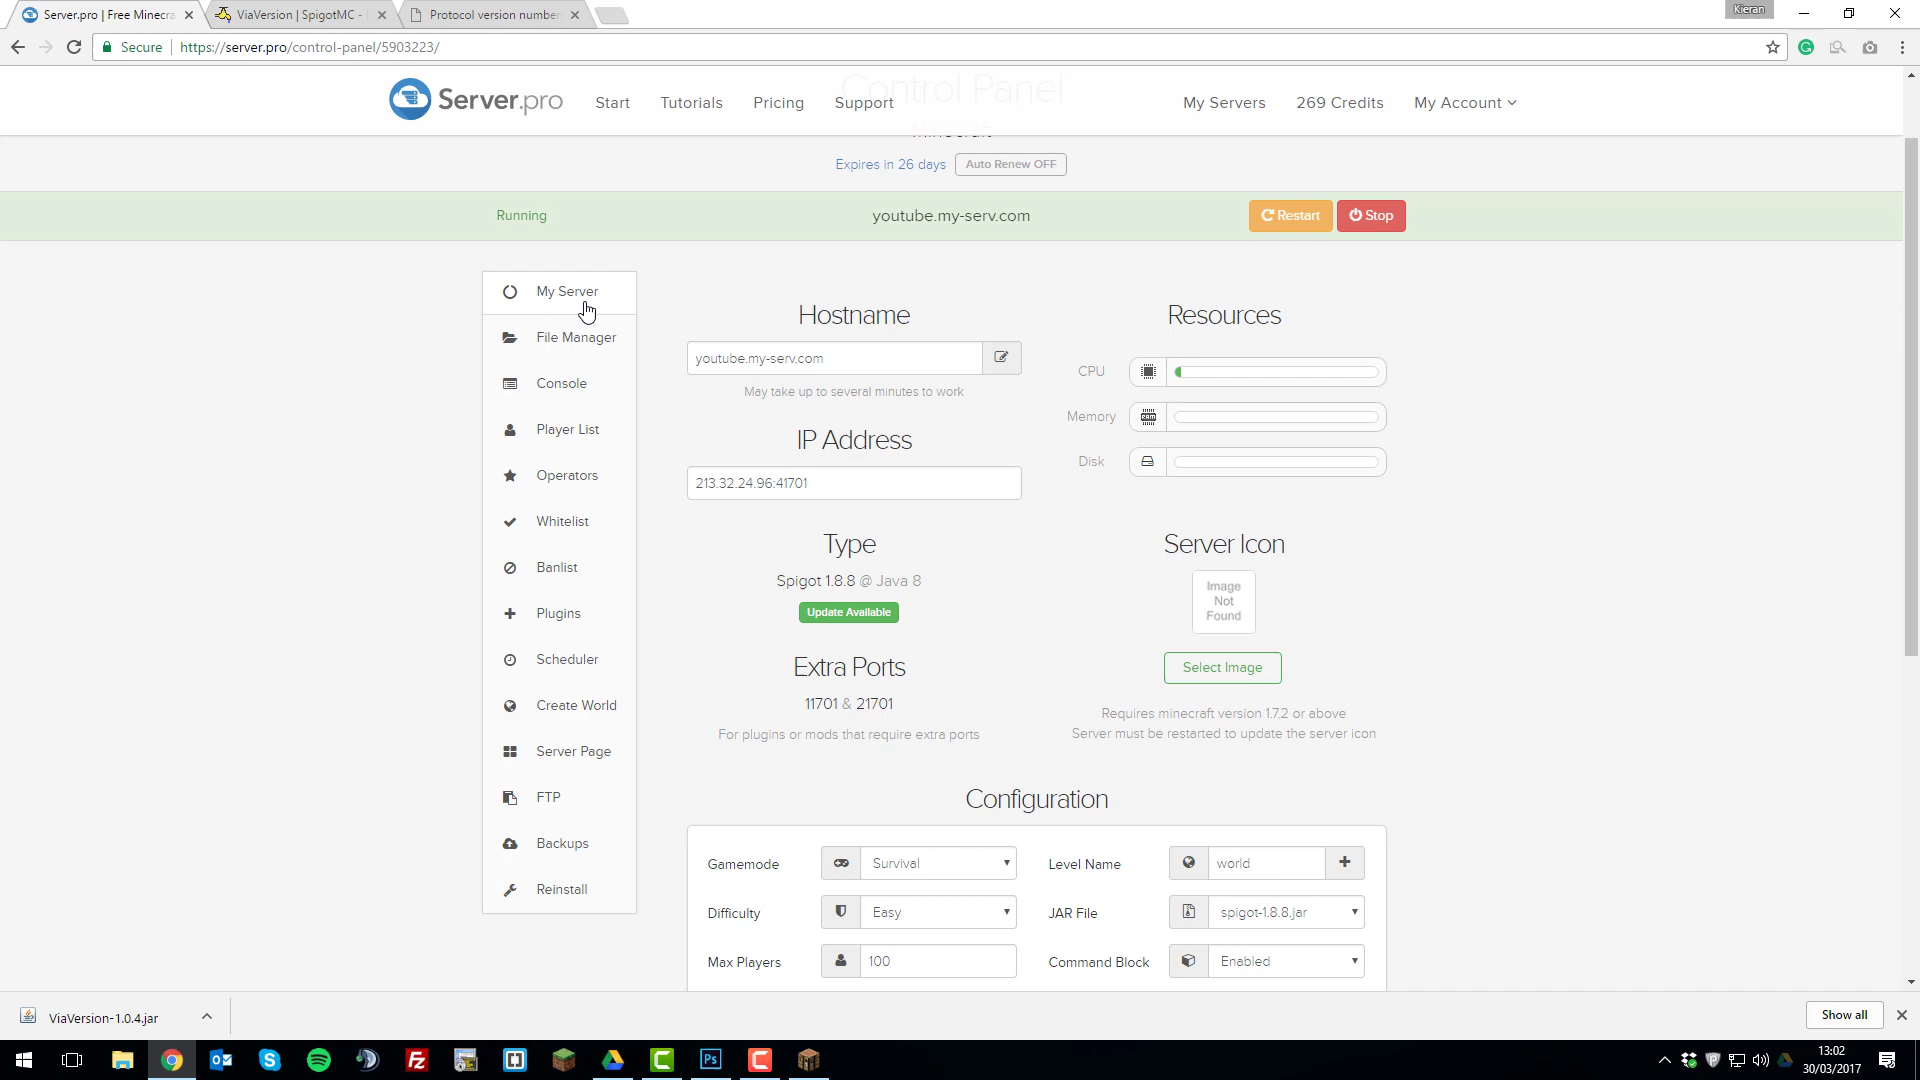 Server.pro | Free Minecra
ViaVersion | SpigotMC -
Protocol version number
Kieran
Secure
https://server.pro/control-panel/5903223/
Control Panel
Server.pro
Start
Tutorials
Pricing
Support
My Servers
269 Credits
My Account
Minecraft
Expires in 26 days
Auto Renew OFF
Running
youtube.my-serv.com
Restart
Stop
My Server
File Manager
Console
Player List
Operators
Whitelist
Banlist
Plugins
Scheduler
Create World
Server Page
FTP
Backups
Reinstall
Hostname
youtube.my-serv.com
May take up to several minutes to work
IP Address
213.32.24.96:41701
Type
Spigot 1.8.8 @ Java 8
Update Available
Extra Ports
11701 & 21701
For plugins or mods that require extra ports
Resources
CPU
Memory
Disk
Server Icon
Image
Not
Found
Select Image
Requires minecraft version 1.7.2 or above
Server must be restarted to update the server icon
Configuration
Gamemode
Survival
Level Name
world
Difficulty
Easy
JAR File
spigot-1.8.8.jar
Max Players
100
Command Block
Enabled
ViaVersion-1.0.4.jar
Show all
13:02
30/03/2017